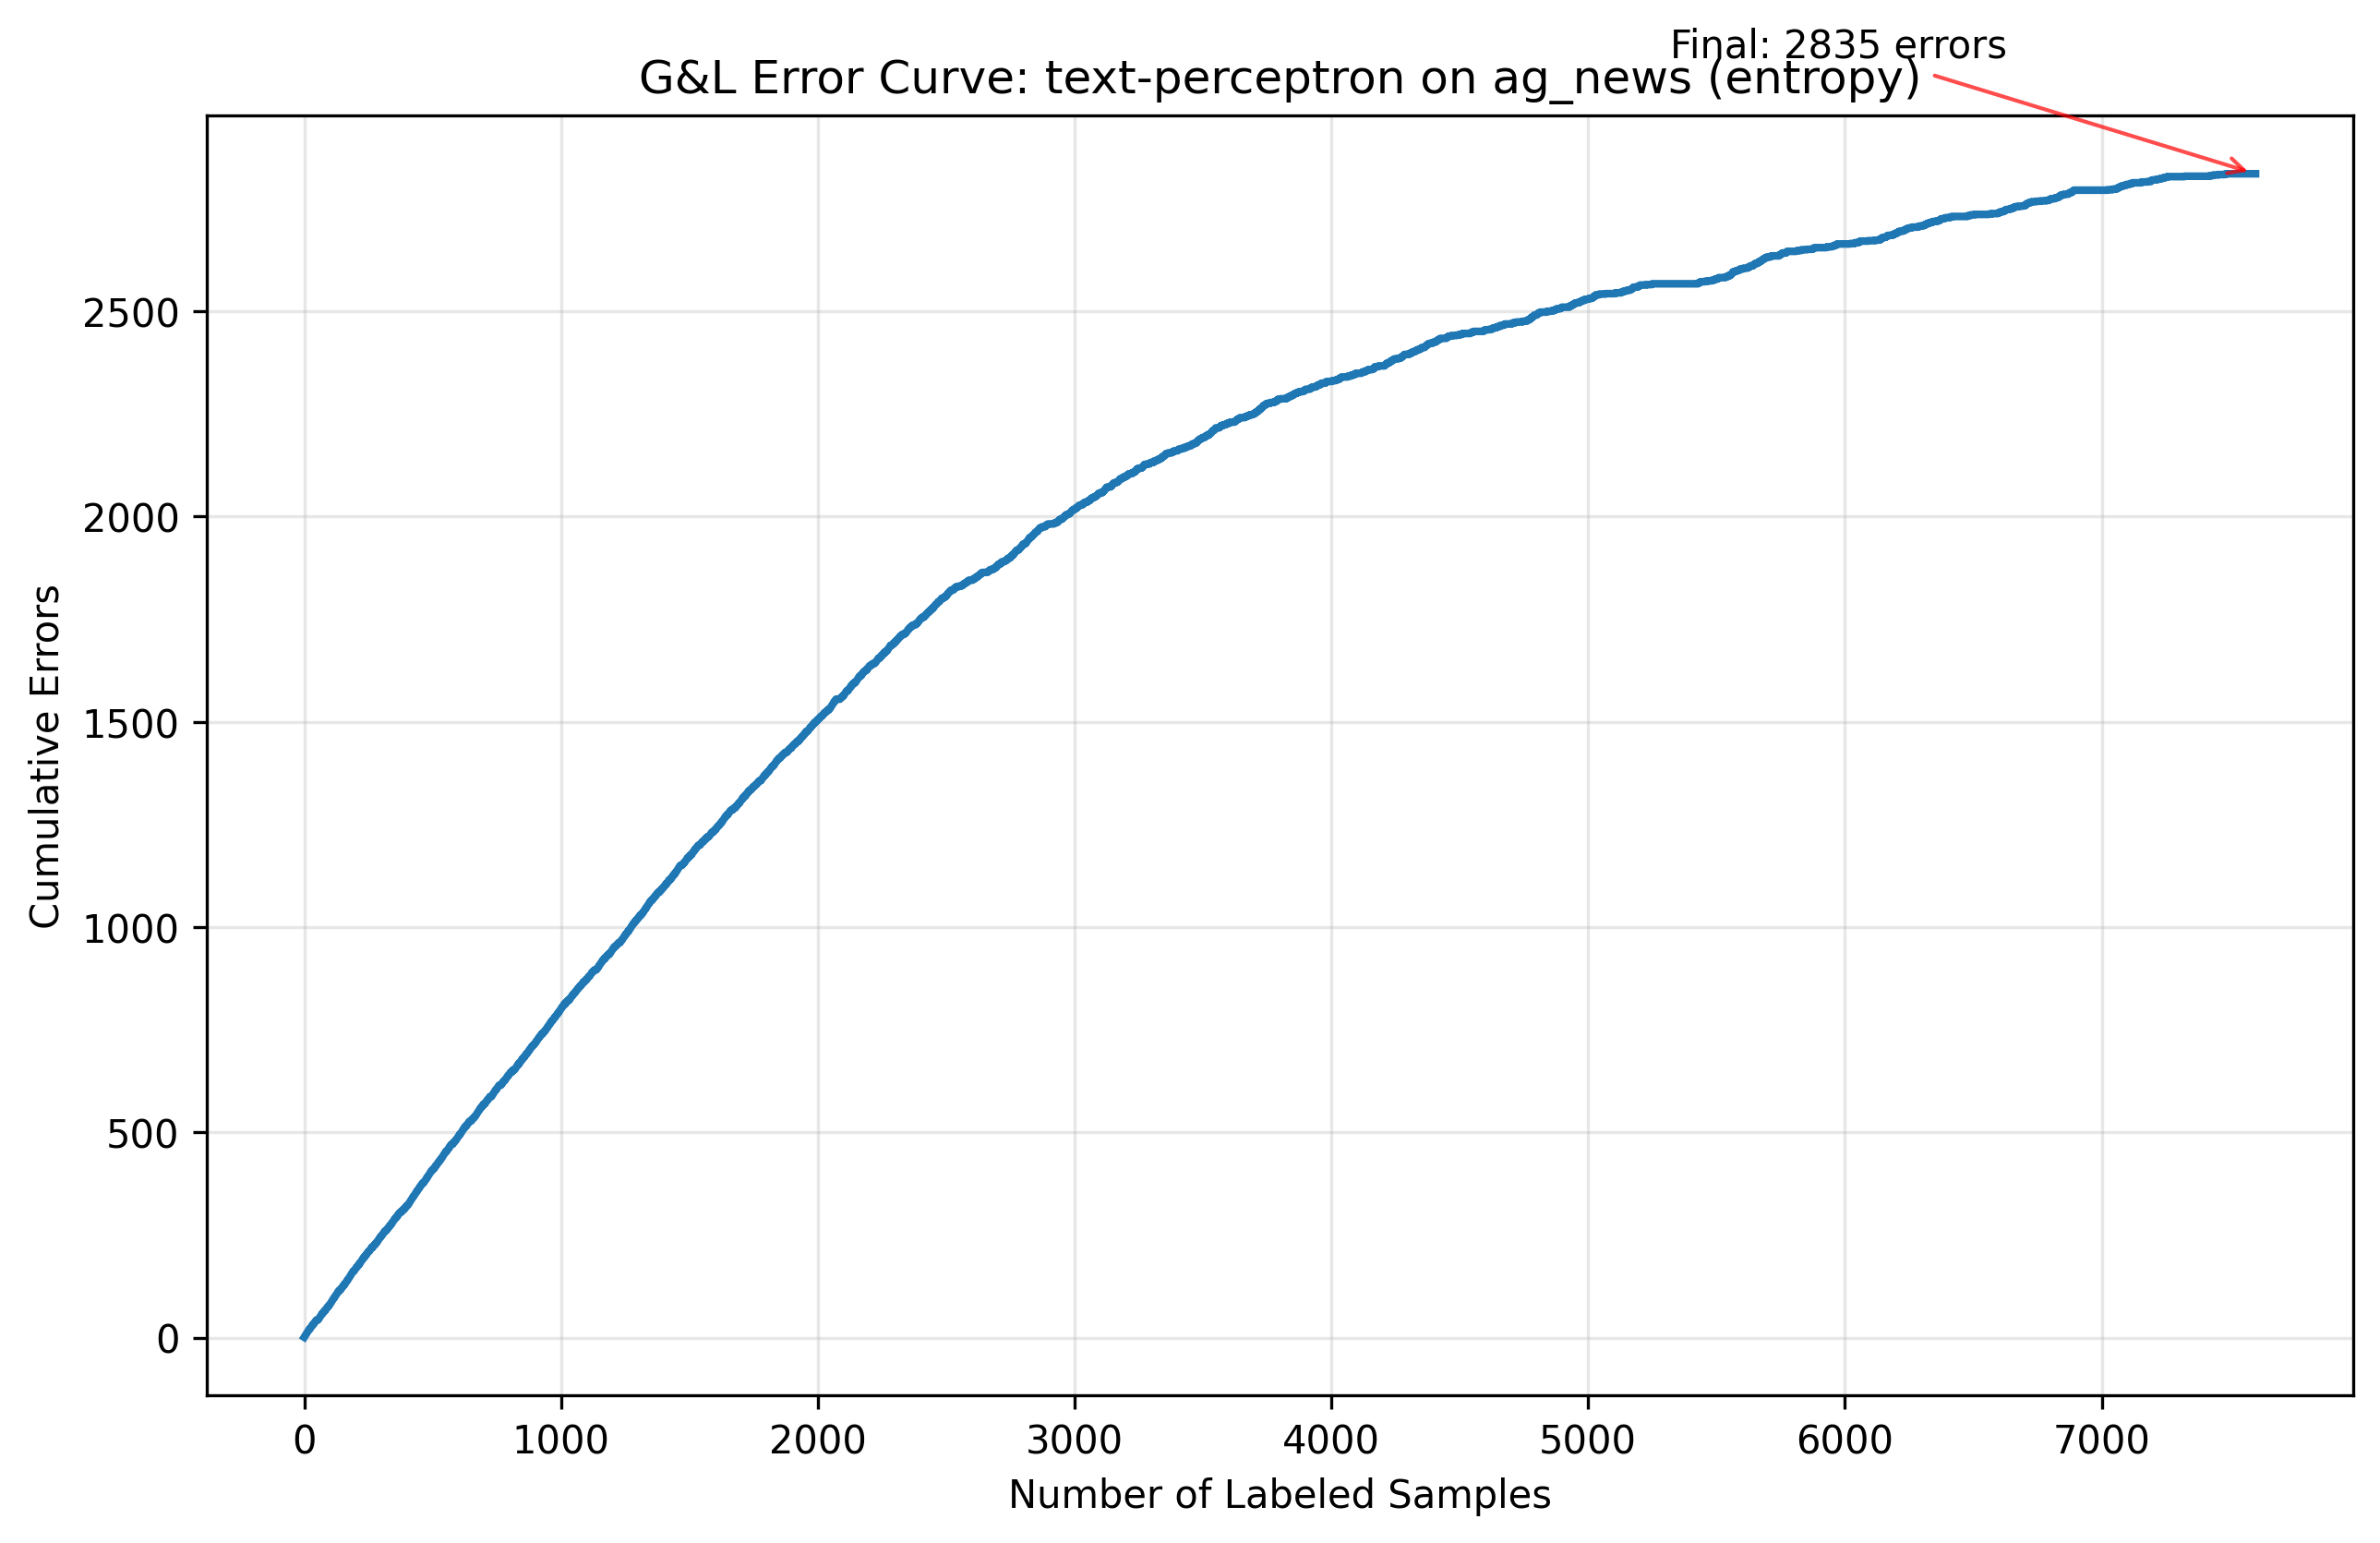 Final: 2835 errors
G&L Error Curve: text-perceptron on ag_news (entropy)
Cumulative Errors
2500
2000
1500
1000
500
0
0 1000 2000 3000 4000 5000 6000 7000
Number of Labeled Samples